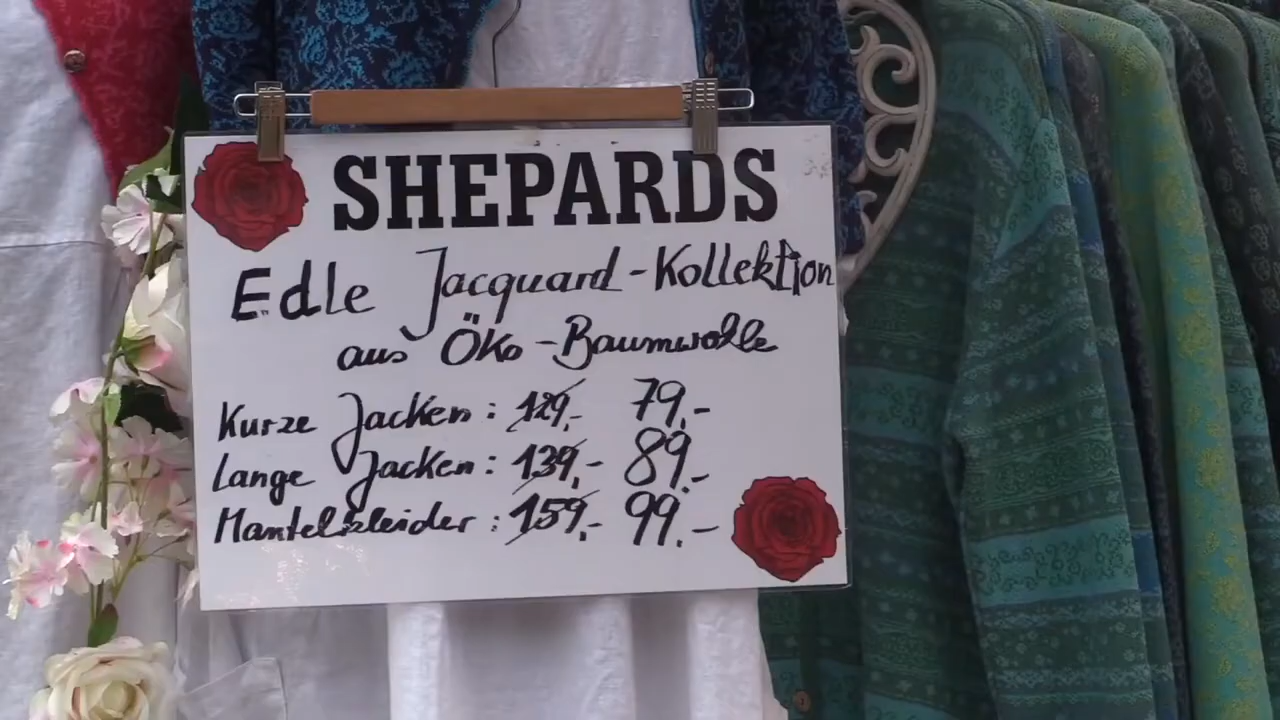 SHEPARDS
Edle Jacquard-Kollektion
aus Öko-Baumwolle
Kurze Jacken: 129,- 79,-
Lange Jacken: 139,- 89.-
Mantelkleider: 159,- 99.-